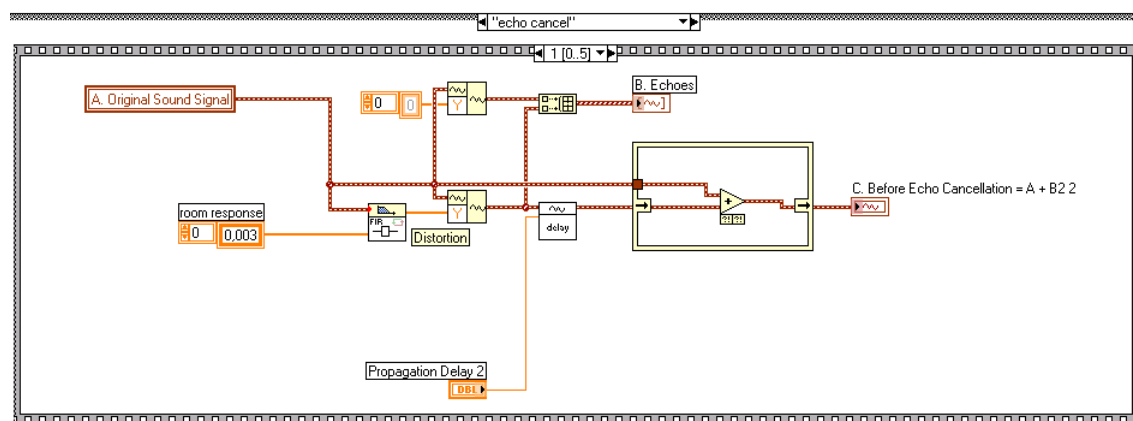 "echo cancel"
1 [0..5]
A. Original Sound Signal
0
0
Y
B. Echoes
C. Before Echo Cancellation = A + B2 2
room response
0
0,003
FIR
Y
Distortion
delay
+
?! ?!
Propagation Delay 2
DBL